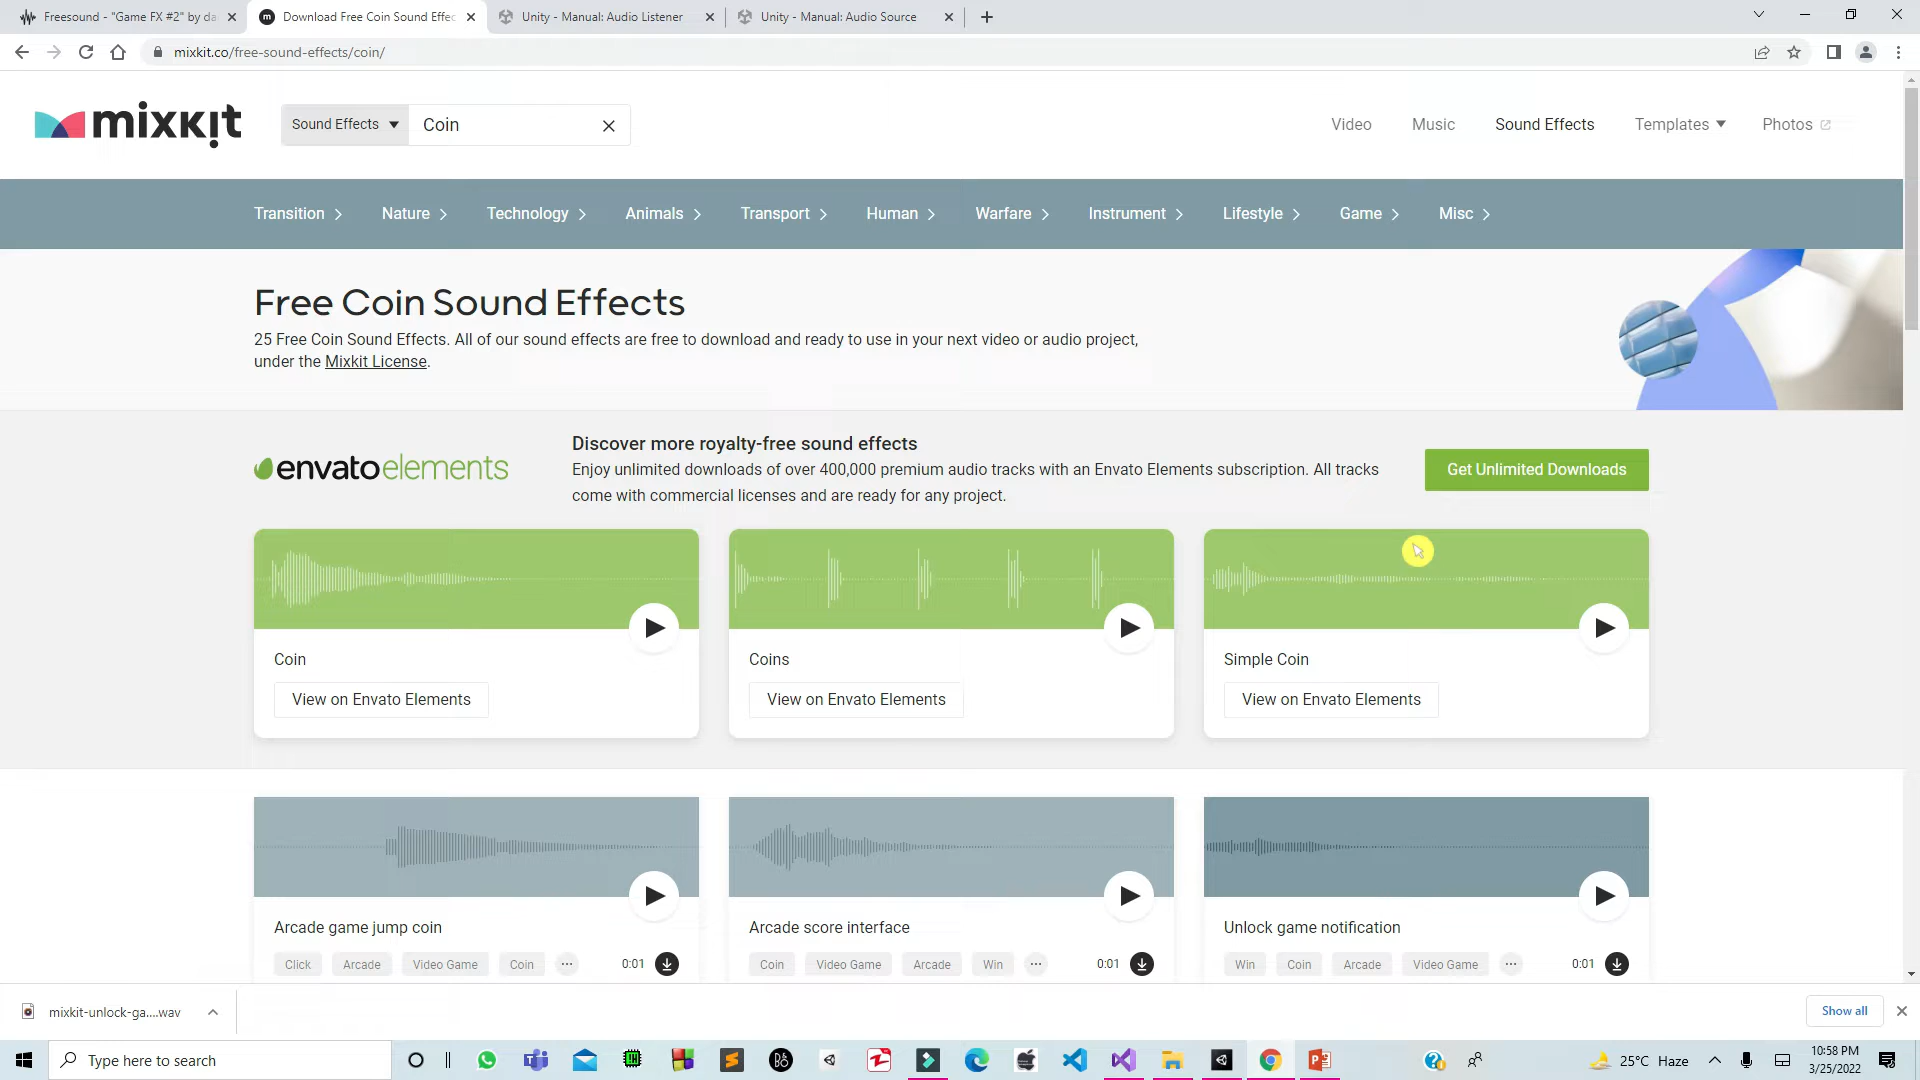 Freesound - "Game FX #2" by da
Download Free Coin Sound Effec
Unity - Manual: Audio Listener
Unity - Manual: Audio Source
mixkit.co/free-sound-effects/coin/
mixkit
Sound Effects
Coin
Video
Music
Sound Effects
Templates
Photos
Transition
Nature
Technology
Animals
Transport
Human
Warfare
Instrument
Lifestyle
Game
Misc
Free Coin Sound Effects
25 Free Coin Sound Effects. All of our sound effects are free to download and ready to use in your next video or audio project,
under the Mixkit License.
envato elements
Discover more royalty-free sound effects
Enjoy unlimited downloads of over 400,000 premium audio tracks with an Envato Elements subscription. All tracks
come with commercial licenses and are ready for any project.
Get Unlimited Downloads
Coin
View on Envato Elements
Coins
View on Envato Elements
Simple Coin
View on Envato Elements
Arcade game jump coin
Click Arcade Video Game Coin ... 0:01
Arcade score interface
Coin Video Game Arcade Win ... 0:01
Unlock game notification
Win Coin Arcade Video Game ... 0:01
mixkit-unlock-ga....wav
Show all
Type here to search
25°C Haze
10:58 PM
3/25/2022